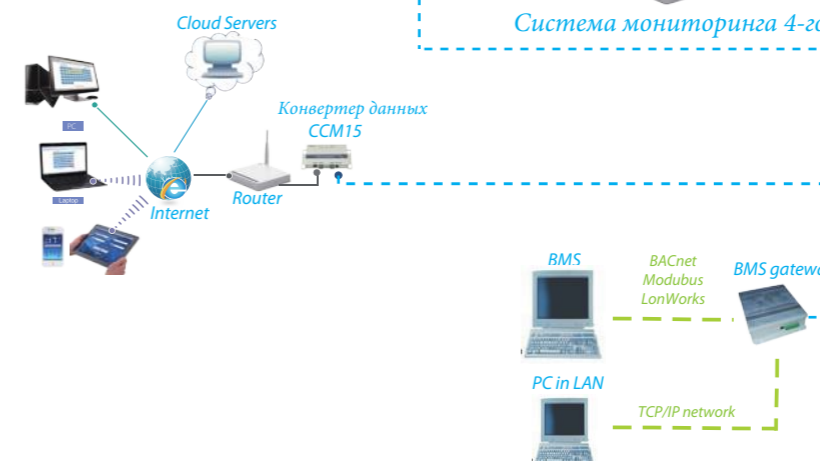 Cloud Servers
Система мониторинга 4-го
Конвертер данных
CCM15
PC
Laptop
Internet
Router
BMS
BACnet
Modubus
LonWorks
BMS gatewa
PC in LAN
TCP/IP network